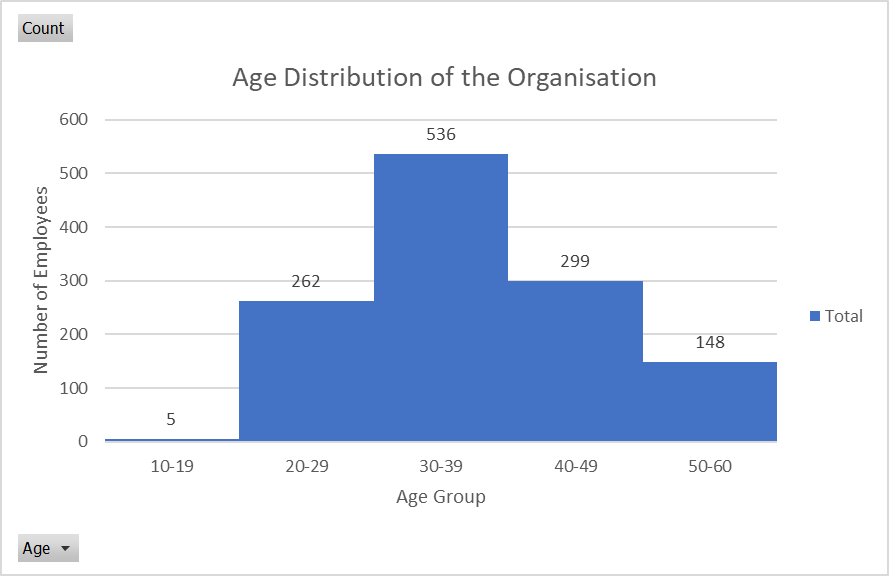 Count
Age Distribution of the Organisation
600
500
400
300
200
100
0
Number of Employees
5
262
536
299
148
10-19
20-29
30-39
40-49
50-60
Age Group
Total
Age